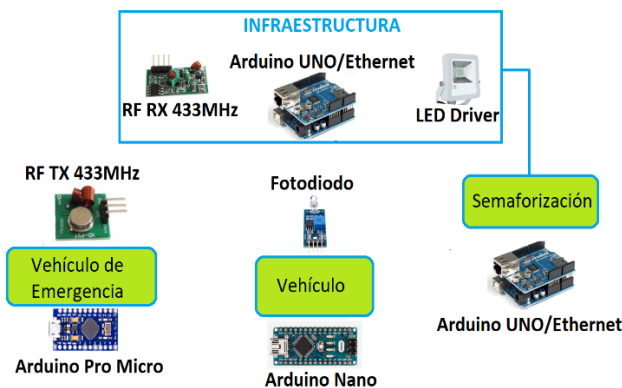 INFRAESTRUCTURA
Arduino UNO/Ethernet
RF RX 433MHz
LED Driver
RF TX 433MHz
Fotodiodo
Semaforización
Vehículo de
Emergencia
Vehículo
Arduino UNO/Ethernet
Arduino Pro Micro
Arduino Nano